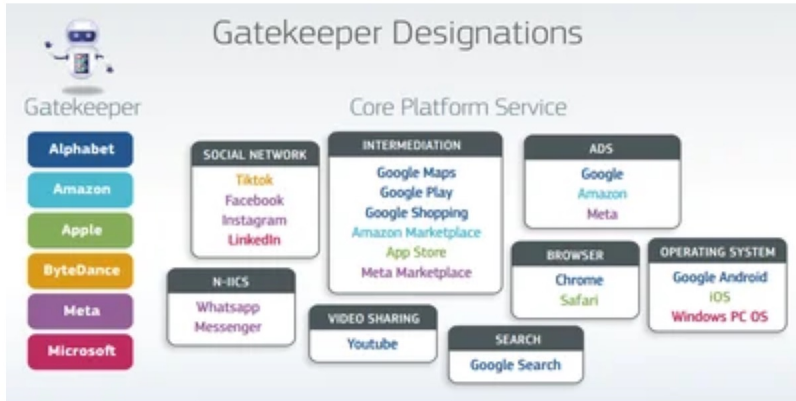 Gatekeeper Designations
Gatekeeper
Core Platform Service
Alphabet
Amazon
Apple
ByteDance
Meta
Microsoft
SOCIAL NETWORK
Tiktok
Facebook
Instagram
LinkedIn
INTERMEDIATION
Google Maps
Google Play
Google Shopping
Amazon Marketplace
App Store
Meta Marketplace
ADS
Google
Amazon
Meta
N-IICS
Whatsapp
Messenger
VIDEO SHARING
Youtube
BROWSER
Chrome
Safari
OPERATING SYSTEM
Google Android
iOS
Windows PC OS
SEARCH
Google Search